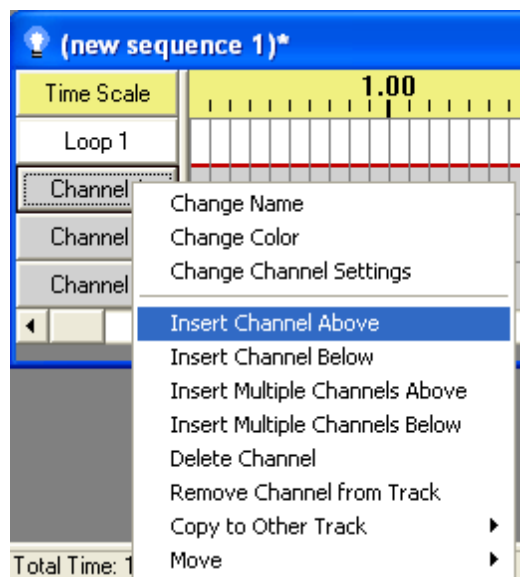 (new sequence 1)*
Time Scale
1.00
Loop 1
Channel
Channel
Channel
Change Name
Change Color
Change Channel Settings
Insert Channel Above
Insert Channel Below
Insert Multiple Channels Above
Insert Multiple Channels Below
Delete Channel
Remove Channel from Track
Copy to Other Track
Move
Total Time: 1